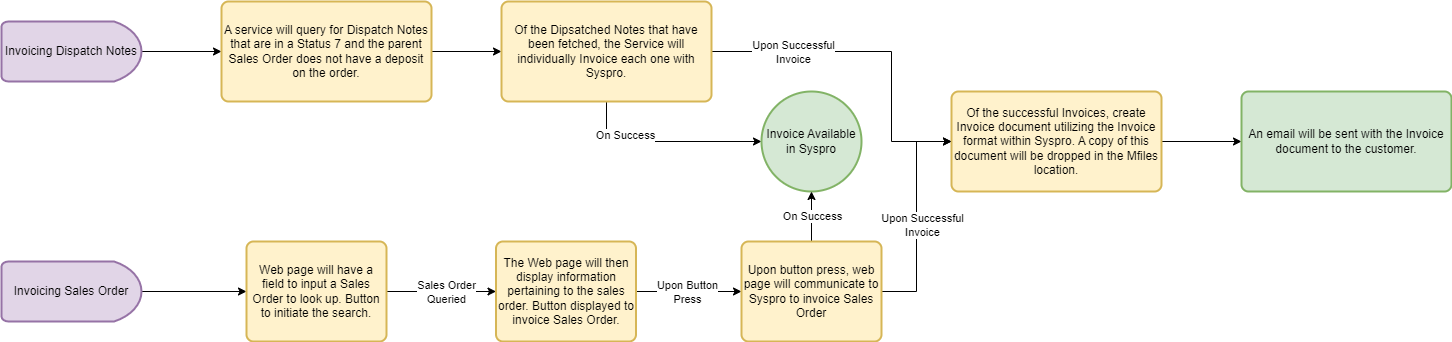 Invoicing Dispatch Notes
A service will query for Dispatch Notes
that are in a Status 7 and the parent
Sales Order does not have a deposit
on the order.
Of the Dipsatched Notes that have
been fetched, the Service will
individually Invoice each one with
Syspro.
Upon Successful
Invoice
On Success
Invoice Available
in Syspro
Of the successful Invoices, create
Invoice document utilizing the Invoice
format within Syspro. A copy of this
document will be dropped in the Mfiles
location.
An email will be sent with the Invoice
document to the customer.
On Success
Upon Successful
Invoice
Invoicing Sales Order
Web page will have a
field to input a Sales
Order to look up. Button
to initiate the search.
Sales Order
Queried
The Web page will then
display information
pertaining to the sales
order. Button displayed to
invoice Sales Order.
Upon Button
Press
Upon button press, web
page will communicate to
Syspro to invoice Sales
Order